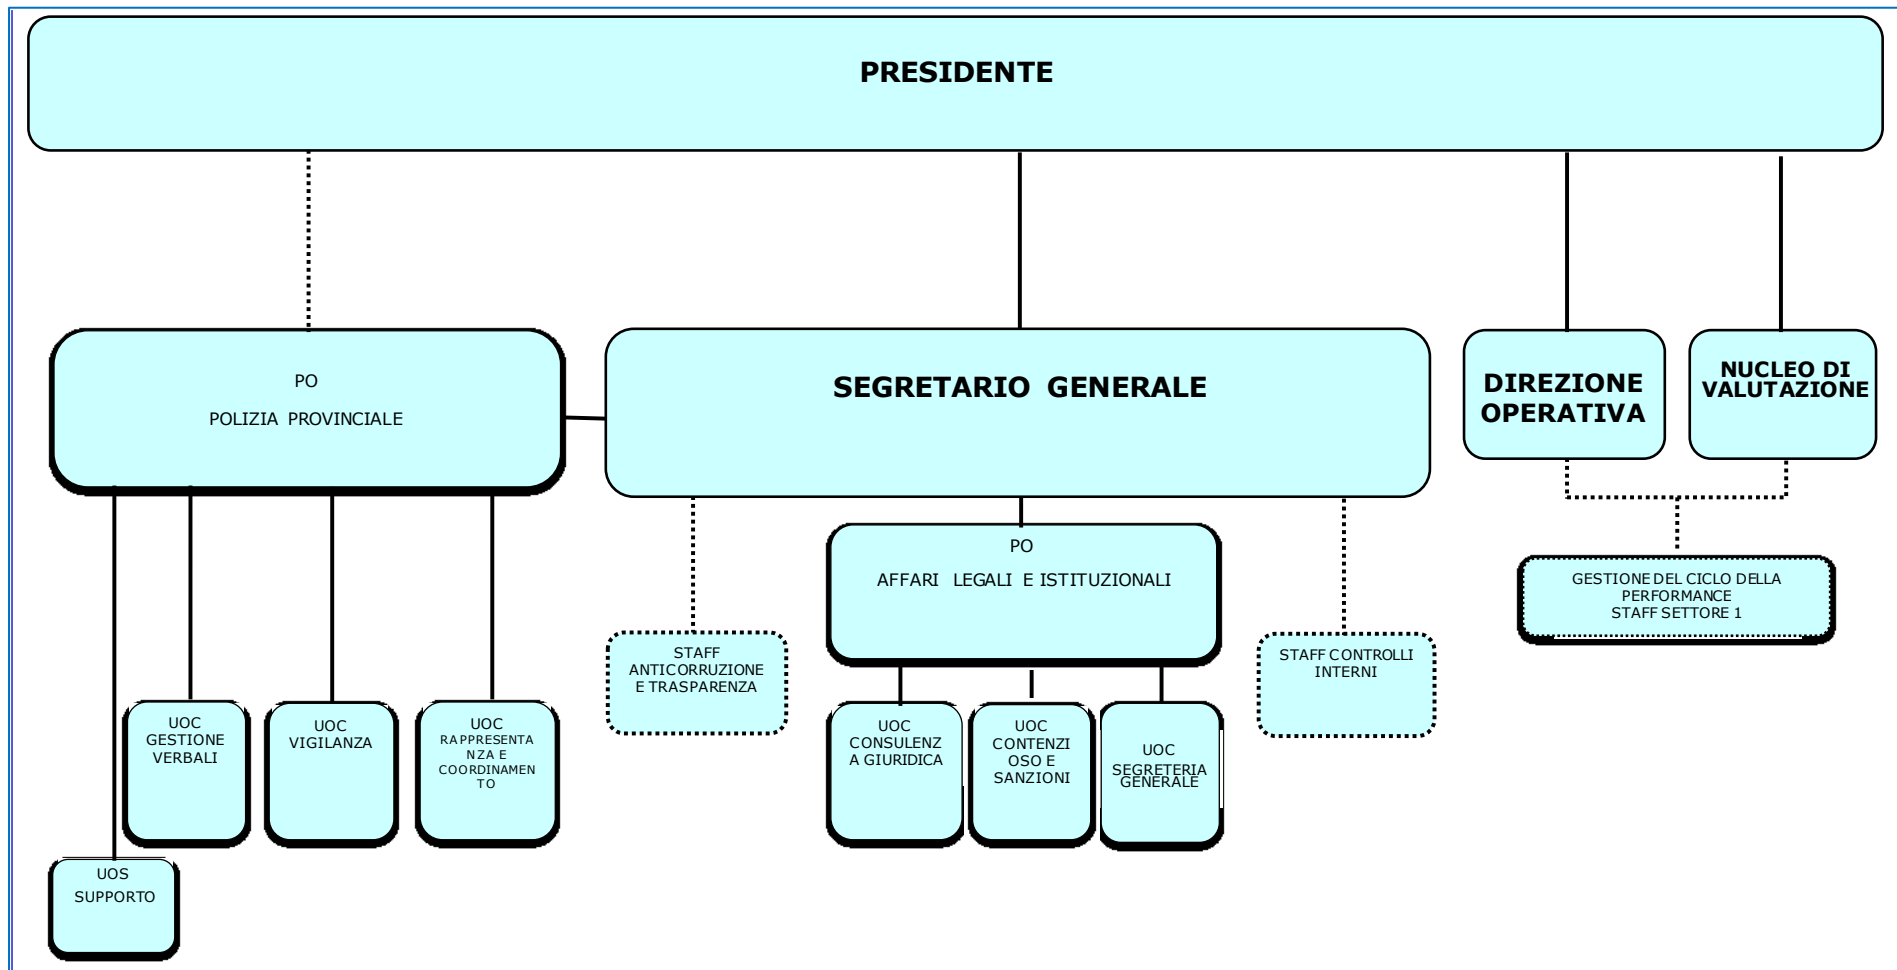 PRESIDENTE
PO
POLIZIA PROVINCIALE
SEGRETARIO GENERALE
DIREZIONE
OPERATIVA
NUCLEO DI
VALUTAZIONE
PO
AFFARI LEGALI E ISTITUZIONALI
GESTIONE DEL CICLO DELLA
PERFORMANCE
STAFF SETTORE 1
STAFF
ANTICORRUZIONE
E TRASPARENZA
STAFF CONTROLLI
INTERNI
UOC
GESTIONE
VERBALI
UOC
VIGILANZA
UOC
RAPPRESENTA
NZA E
COORDINAMEN
TO
UOC
CONSULENZ
A GIURIDICA
UOC
CONTENZI
OSO E
SANZIONI
UOC
SEGRETERIA
GENERALE
UOS
SUPPORTO